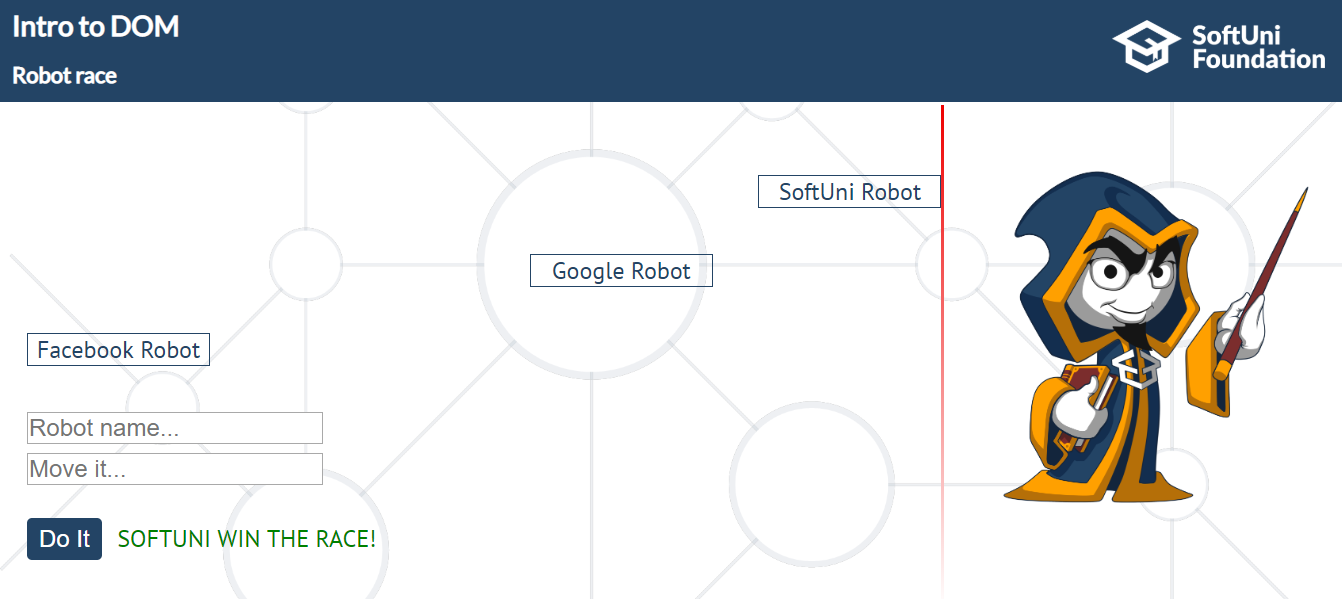 Intro to DOM
SoftUni
Foundation
Robot race
SoftUni Robot
Google Robot
Facebook Robot
Robot name...
Move it...
Do It
SOFTUNI WIN THE RACE!